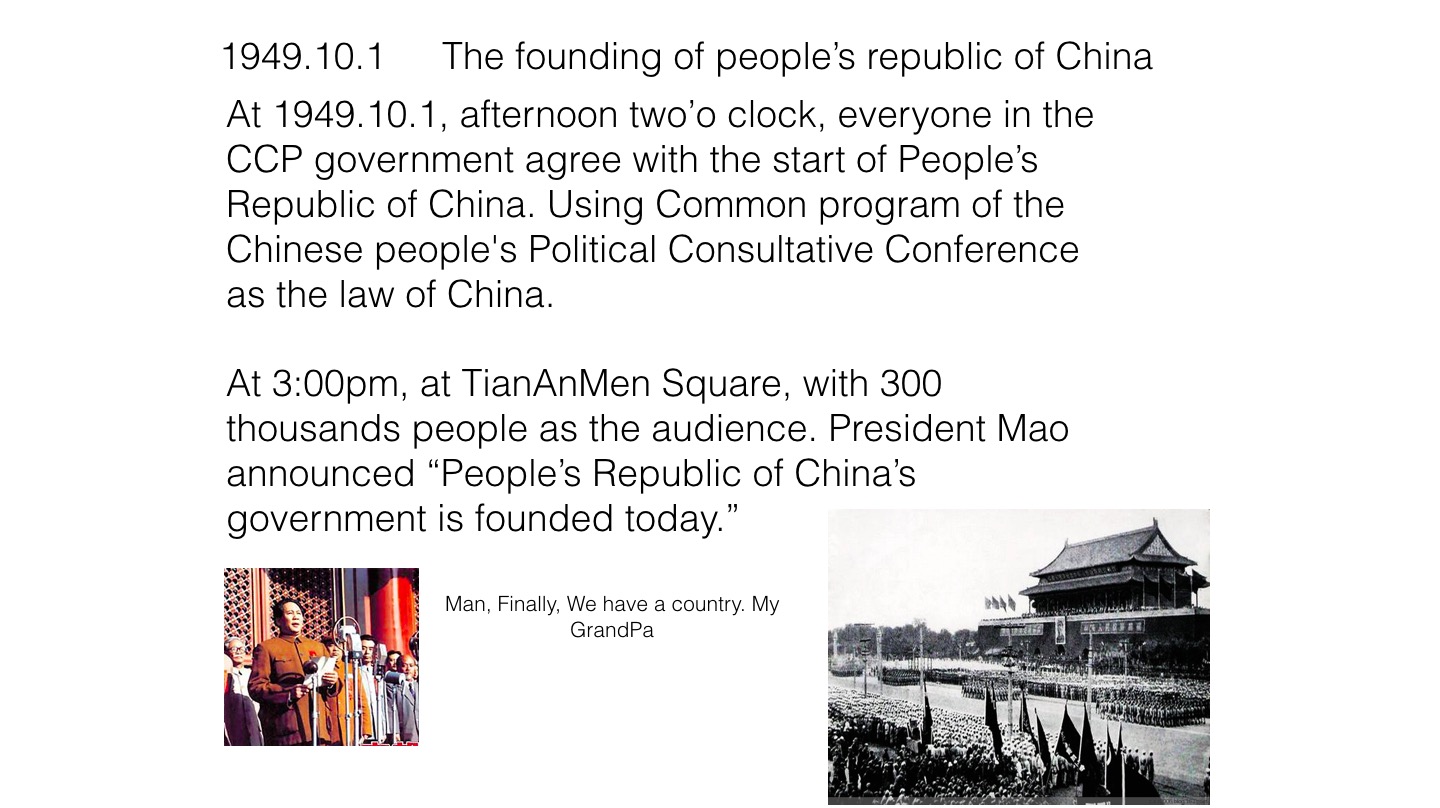 1949.10.1 The founding of people’s republic of China
At 1949.10.1, afternoon two’o clock, everyone in the
CCP government agree with the start of People’s
Republic of China. Using Common program of the
Chinese people's Political Consultative Conference
as the law of China.
At 3:00pm, at TianAnMen Square, with 300
thousands people as the audience. President Mao
announced “People’s Republic of China’s
government is founded today.”
Man, Finally, We have a country. My
GrandPa